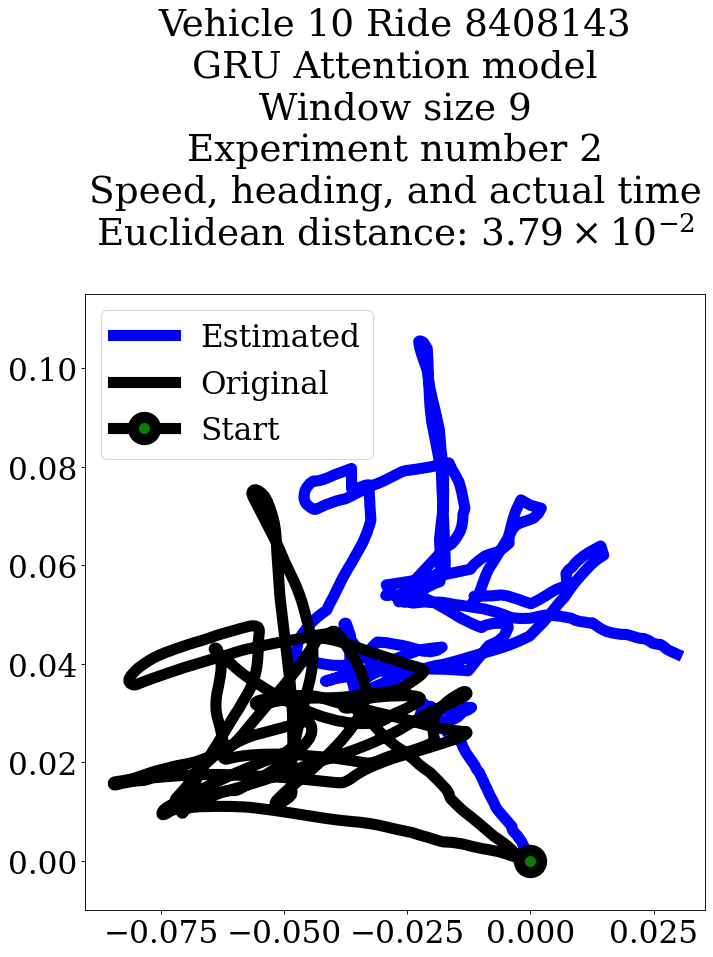 Vehicle 10 Ride 8408143
GRU Attention model
Window size 9
Experiment number 2
Speed, heading, and actual time
Euclidean distance: 3.79 × 10⁻²
Estimated
Original
Start
0.10
0.08
0.06
0.04
0.02
0.00
−0.075 −0.050 −0.025 0.000 0.025